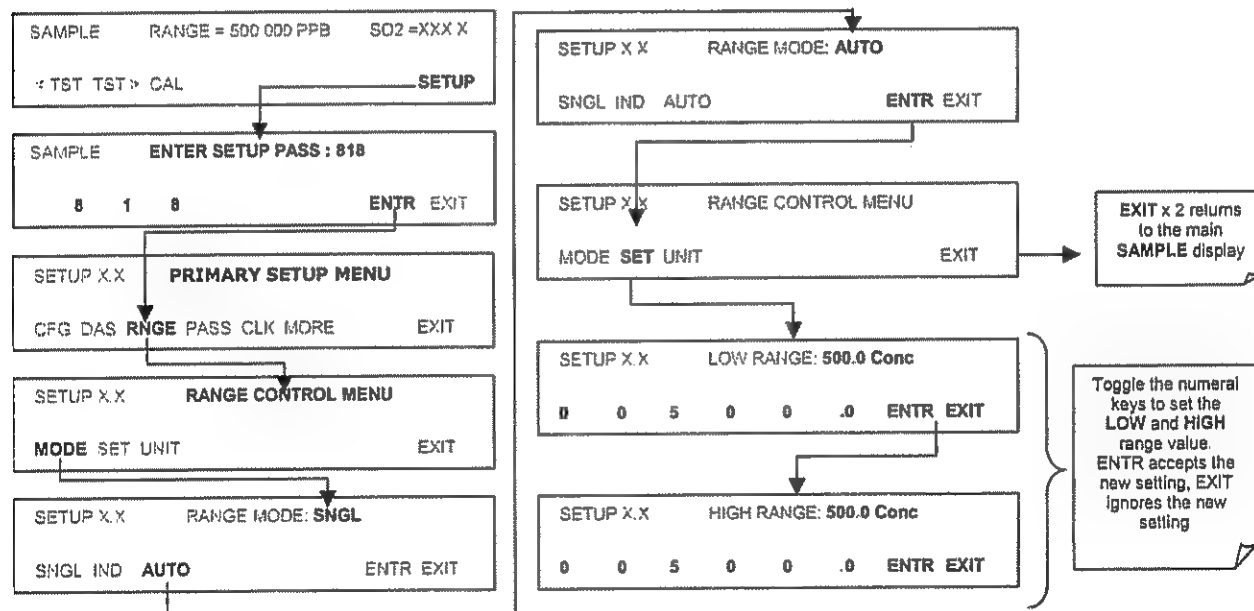 SAMPLE RANGE = 500 000 PPB SO2 =XXX X
< TST TST > CAL SETUP
SAMPLE ENTER SETUP PASS : 818
8 1 8 ENTR EXIT
SETUP X.X PRIMARY SETUP MENU
CFG DAS RNGE PASS CLK MORE EXIT
SETUP X.X RANGE CONTROL MENU
MODE SET UNIT EXIT
SETUP X.X RANGE MODE: SNGL
SNGL IND AUTO ENTR EXIT
SETUP X X RANGE MODE: AUTO
SNGL IND AUTO ENTR EXIT
SETUP X.X RANGE CONTROL MENU
MODE SET UNIT EXIT
EXIT x 2 returns
to the main
SAMPLE display
SETUP X.X LOW RANGE: 500.0 Conc
0 0 5 0 0 .0 ENTR EXIT
SETUP X.X HIGH RANGE: 500.0 Conc
0 0 5 0 0 .0 ENTR EXIT
Toggle the numeral
keys to set the
LOW and HIGH
range value.
ENTR accepts the
new setting, EXIT
ignores the new
setting